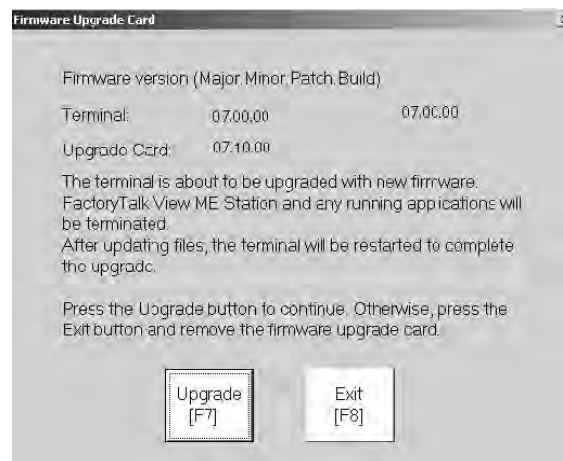 Firmware Upgrade Card
Firmware version (Major.Minor.Patch.Build)
Terminal: 07.00.00 07.00.00
Upgrade Card: 07.10.00
The terminal is about to be upgraded with new firmware.
FactoryTalk View ME Station and any running applications will
be terminated.
After updating files, the terminal will be restarted to complete
the upgrade.
Press the Upgrade button to continue. Otherwise, press the
Exit button and remove the firmware upgrade card.
Upgrade
[F7]
Exit
[F8]